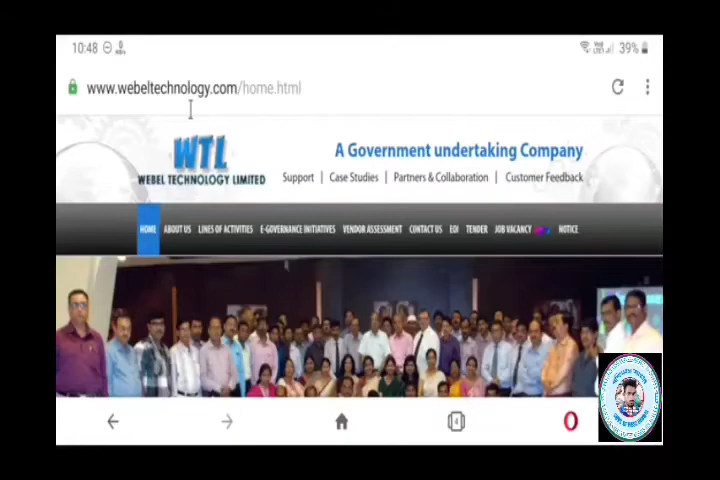 10:48 39%
www.webeltechnology.com/home.html
WTL
WEBEL TECHNOLOGY LIMITED
A Government undertaking Company
Support | Case Studies | Partners & Collaboration | Customer Feedback
HOME ABOUT US LINES OF ACTIVITIES E-GOVERNANCE INITIATIVES VENDOR ASSESSMENT CONTACT US EOI TENDER JOB VACANCY NOTICE
4